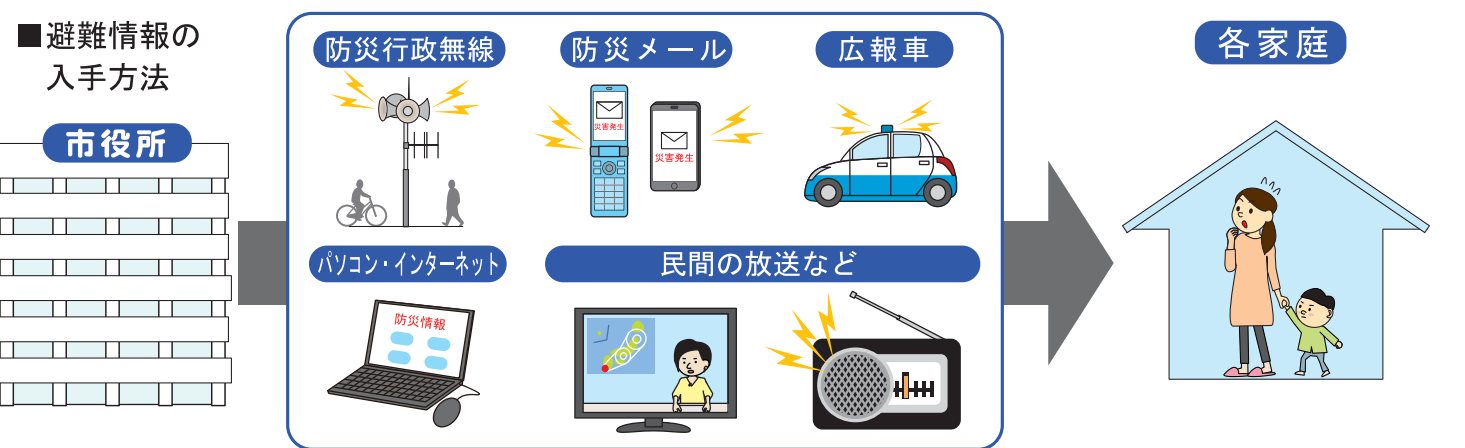 ■避難情報の
入手方法
市役所
防災行政無線
防災メール
災害発生
災害発生
広報車
パソコン・インターネット
防災情報
民間の放送など
各家庭